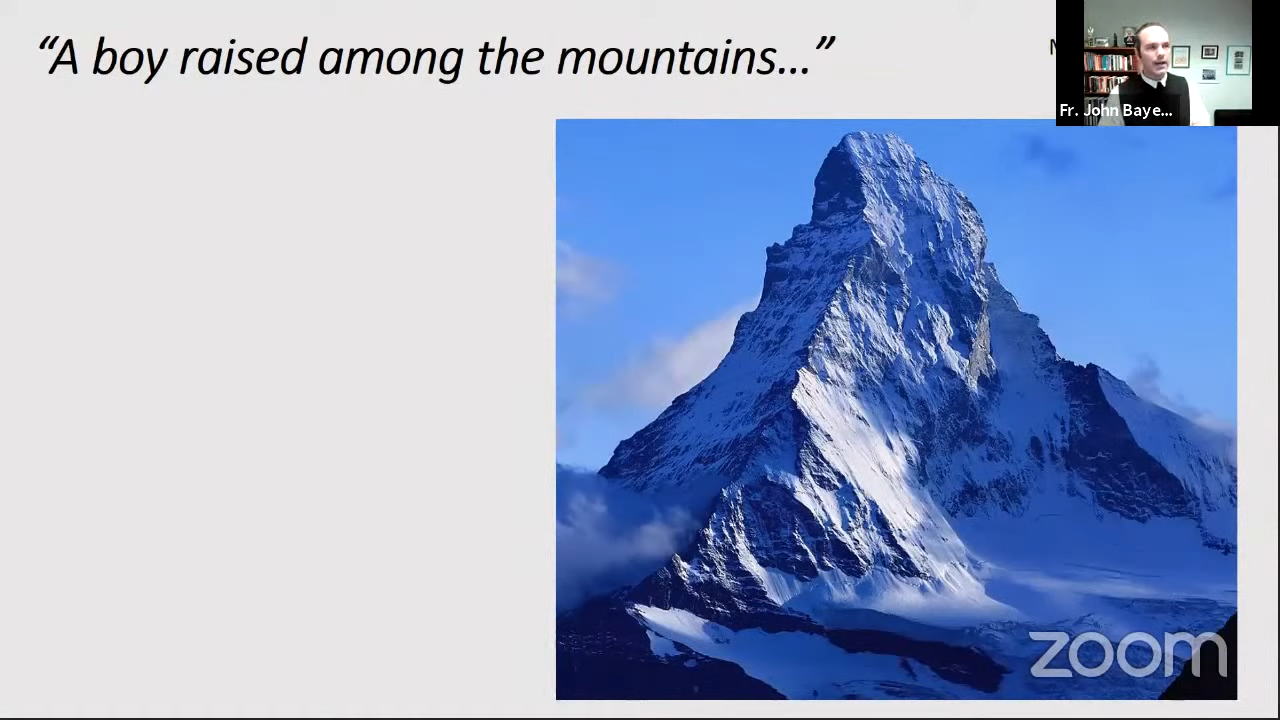 “A boy raised among the mountains...”
Fr. John Baye...
zoom